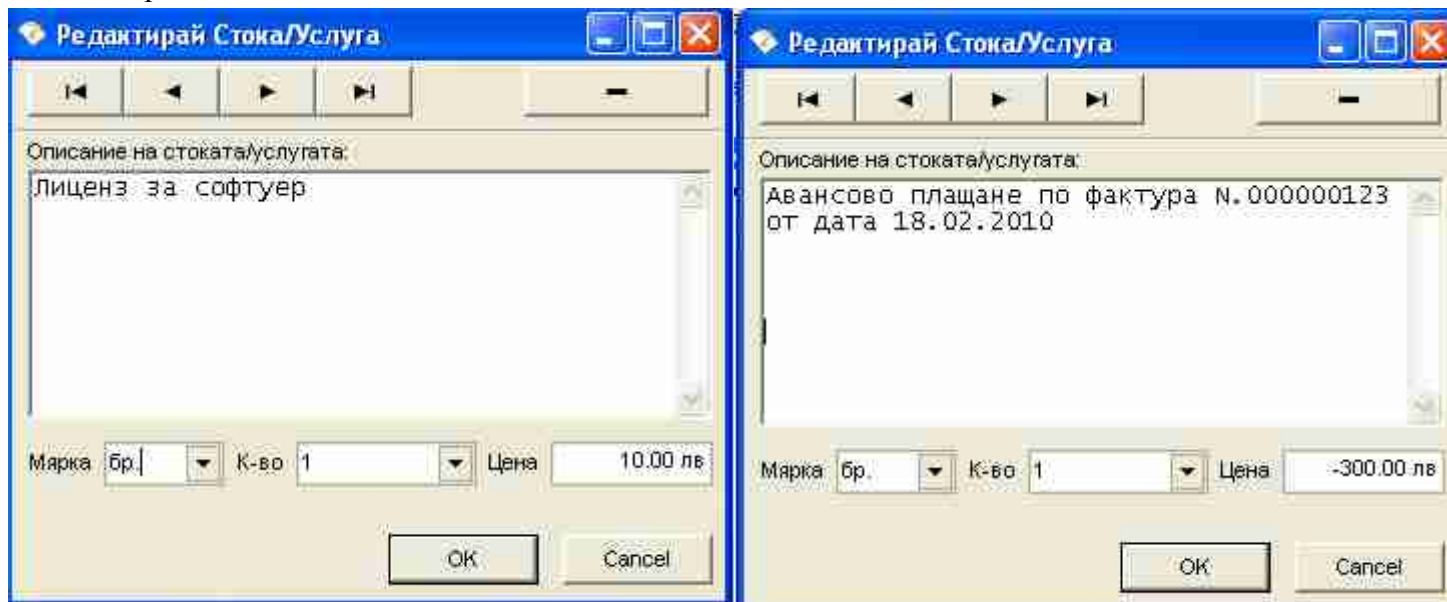 Редактирай Стока/Услуга
Описание на стоката/услугата:
Лиценз за софтуер
Мярка бр. К-во 1 Цена 10.00 лв
OK Cancel
Редактирай Стока/Услуга
Описание на стоката/услугата:
Авансово плащане по фактура N.000000123
от дата 18.02.2010
Мярка бр. К-во 1 Цена -300.00 лв
OK Cancel